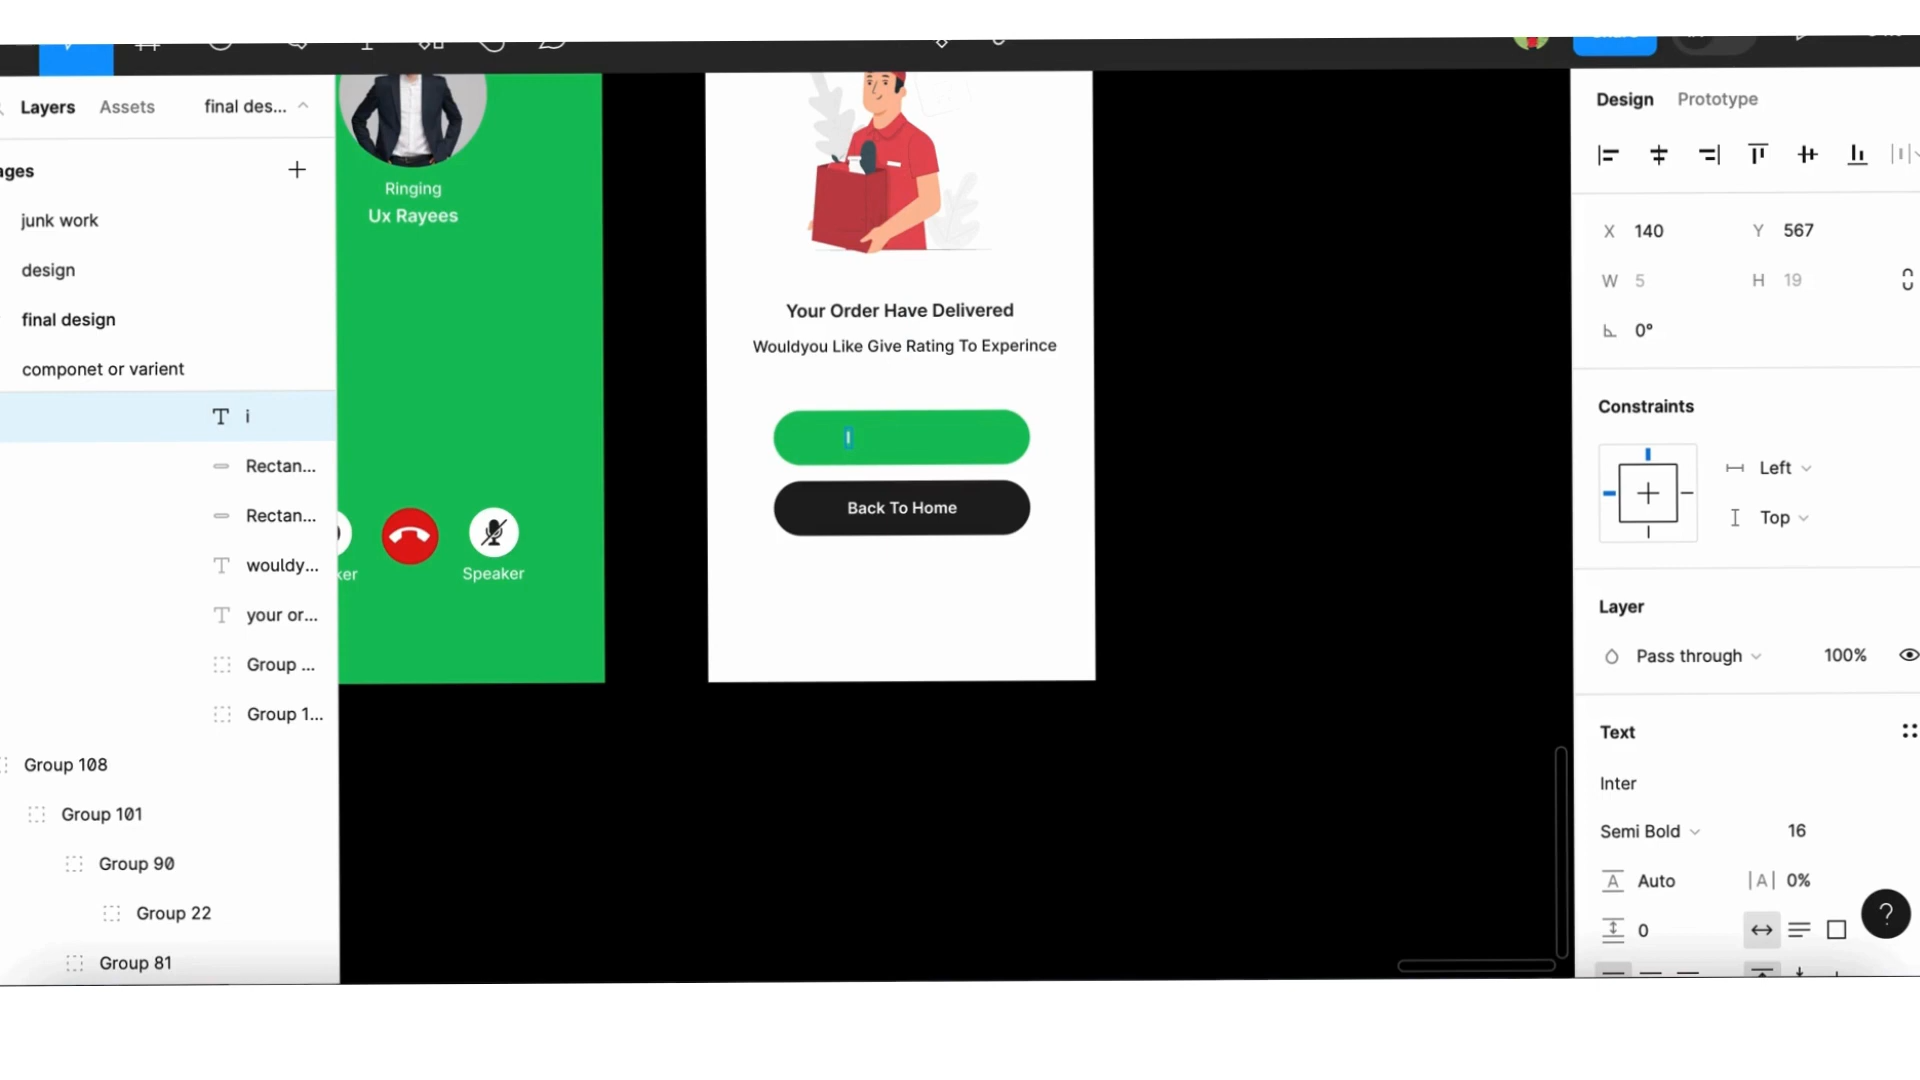 Layers Assets final des...
ages
junk work
design
final design
componet or varient
i
Rectan...
Rectan...
wouldy...
your or...
Group ...
Group 1...
Group 108
Group 101
Group 90
Group 22
Group 81
Ringing
Ux Rayees
ker
Speaker
Your Order Have Delivered
Wouldyou Like Give Rating To Experince
I
Back To Home
Design Prototype
X 140 Y 567
W 5 H 19
0°
Constraints
Left
Top
Layer
Pass through 100%
Text
Inter
Semi Bold 16
Auto 0%
0
?